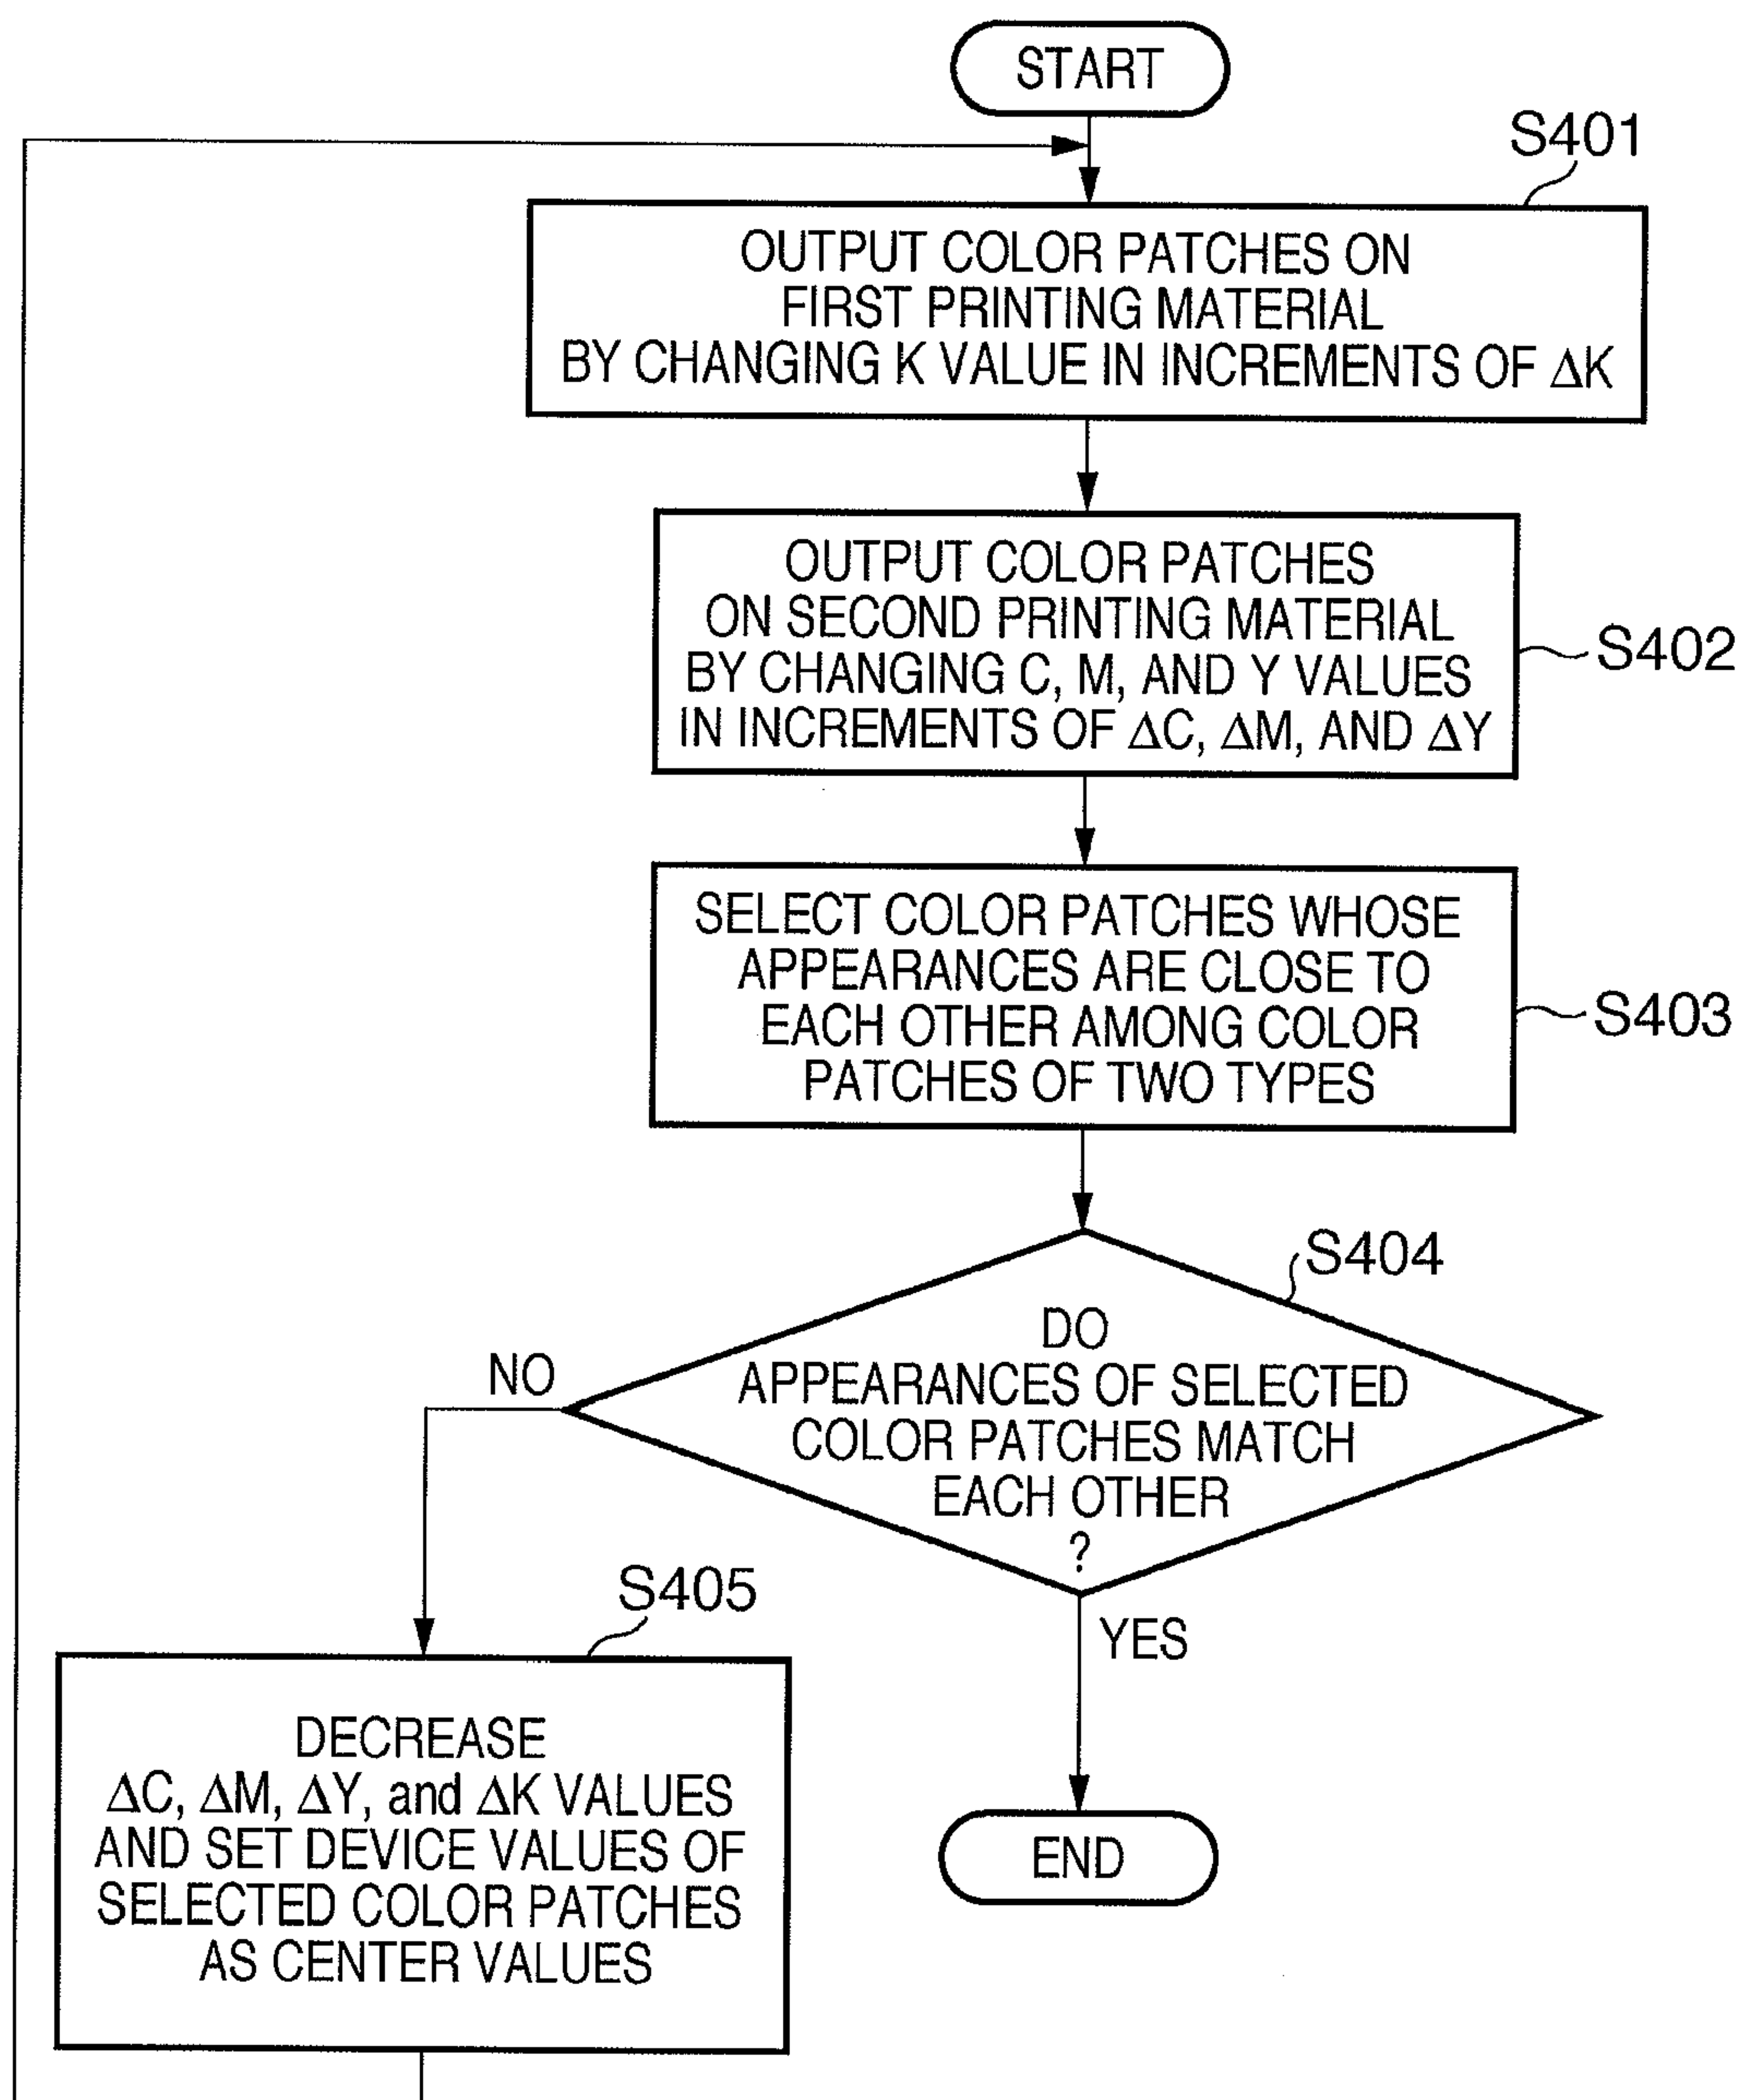 START
S401
OUTPUT COLOR PATCHES ON
FIRST PRINTING MATERIAL
BY CHANGING K VALUE IN INCREMENTS OF ΔK
OUTPUT COLOR PATCHES
ON SECOND PRINTING MATERIAL
BY CHANGING C, M, AND Y VALUES
IN INCREMENTS OF ΔC, ΔM, AND ΔY
S402
SELECT COLOR PATCHES WHOSE
APPEARANCES ARE CLOSE TO
EACH OTHER AMONG COLOR
PATCHES OF TWO TYPES
S403
S404
DO
APPEARANCES OF SELECTED
COLOR PATCHES MATCH
EACH OTHER
?
NO
YES
S405
DECREASE
ΔC, ΔM, ΔY, and ΔK VALUES
AND SET DEVICE VALUES OF
SELECTED COLOR PATCHES
AS CENTER VALUES
END